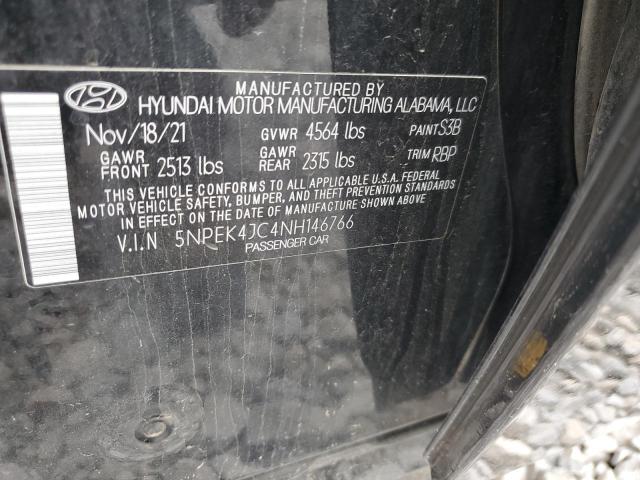 MANUFACTURED BY
HYUNDAI MOTOR MANUFACTURING ALABAMA, LLC
Nov/18/21 GVWR 4564 lbs PAINT S3B
GAWR FRONT 2513 lbs GAWR REAR 2315 lbs TRIM RBP
THIS VEHICLE CONFORMS TO ALL APPLICABLE U.S.A. FEDERAL
MOTOR VEHICLE SAFETY, BUMPER, AND THEFT PREVENTION STANDARDS
IN EFFECT ON THE DATE OF MANUFACTURE SHOWN ABOVE.
V.I.N 5NPEK4JC4NH146766
PASSENGER CAR